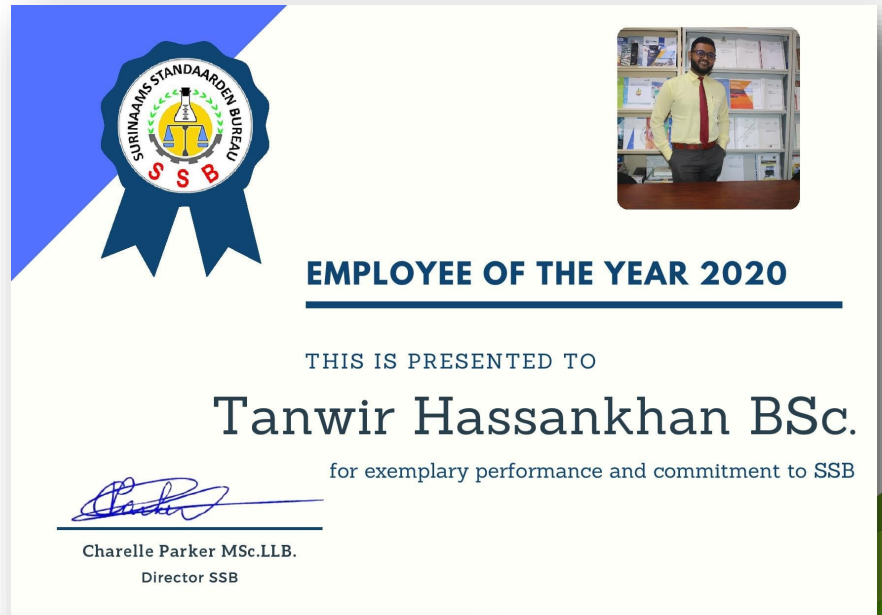 SURINAAMS STANDAARDEN BUREAU
SSB
EMPLOYEE OF THE YEAR 2020
THIS IS PRESENTED TO
Tanwir Hassankhan BSc.
for exemplary performance and commitment to SSB
Parker
Charelle Parker MSc.LLB.
Director SSB